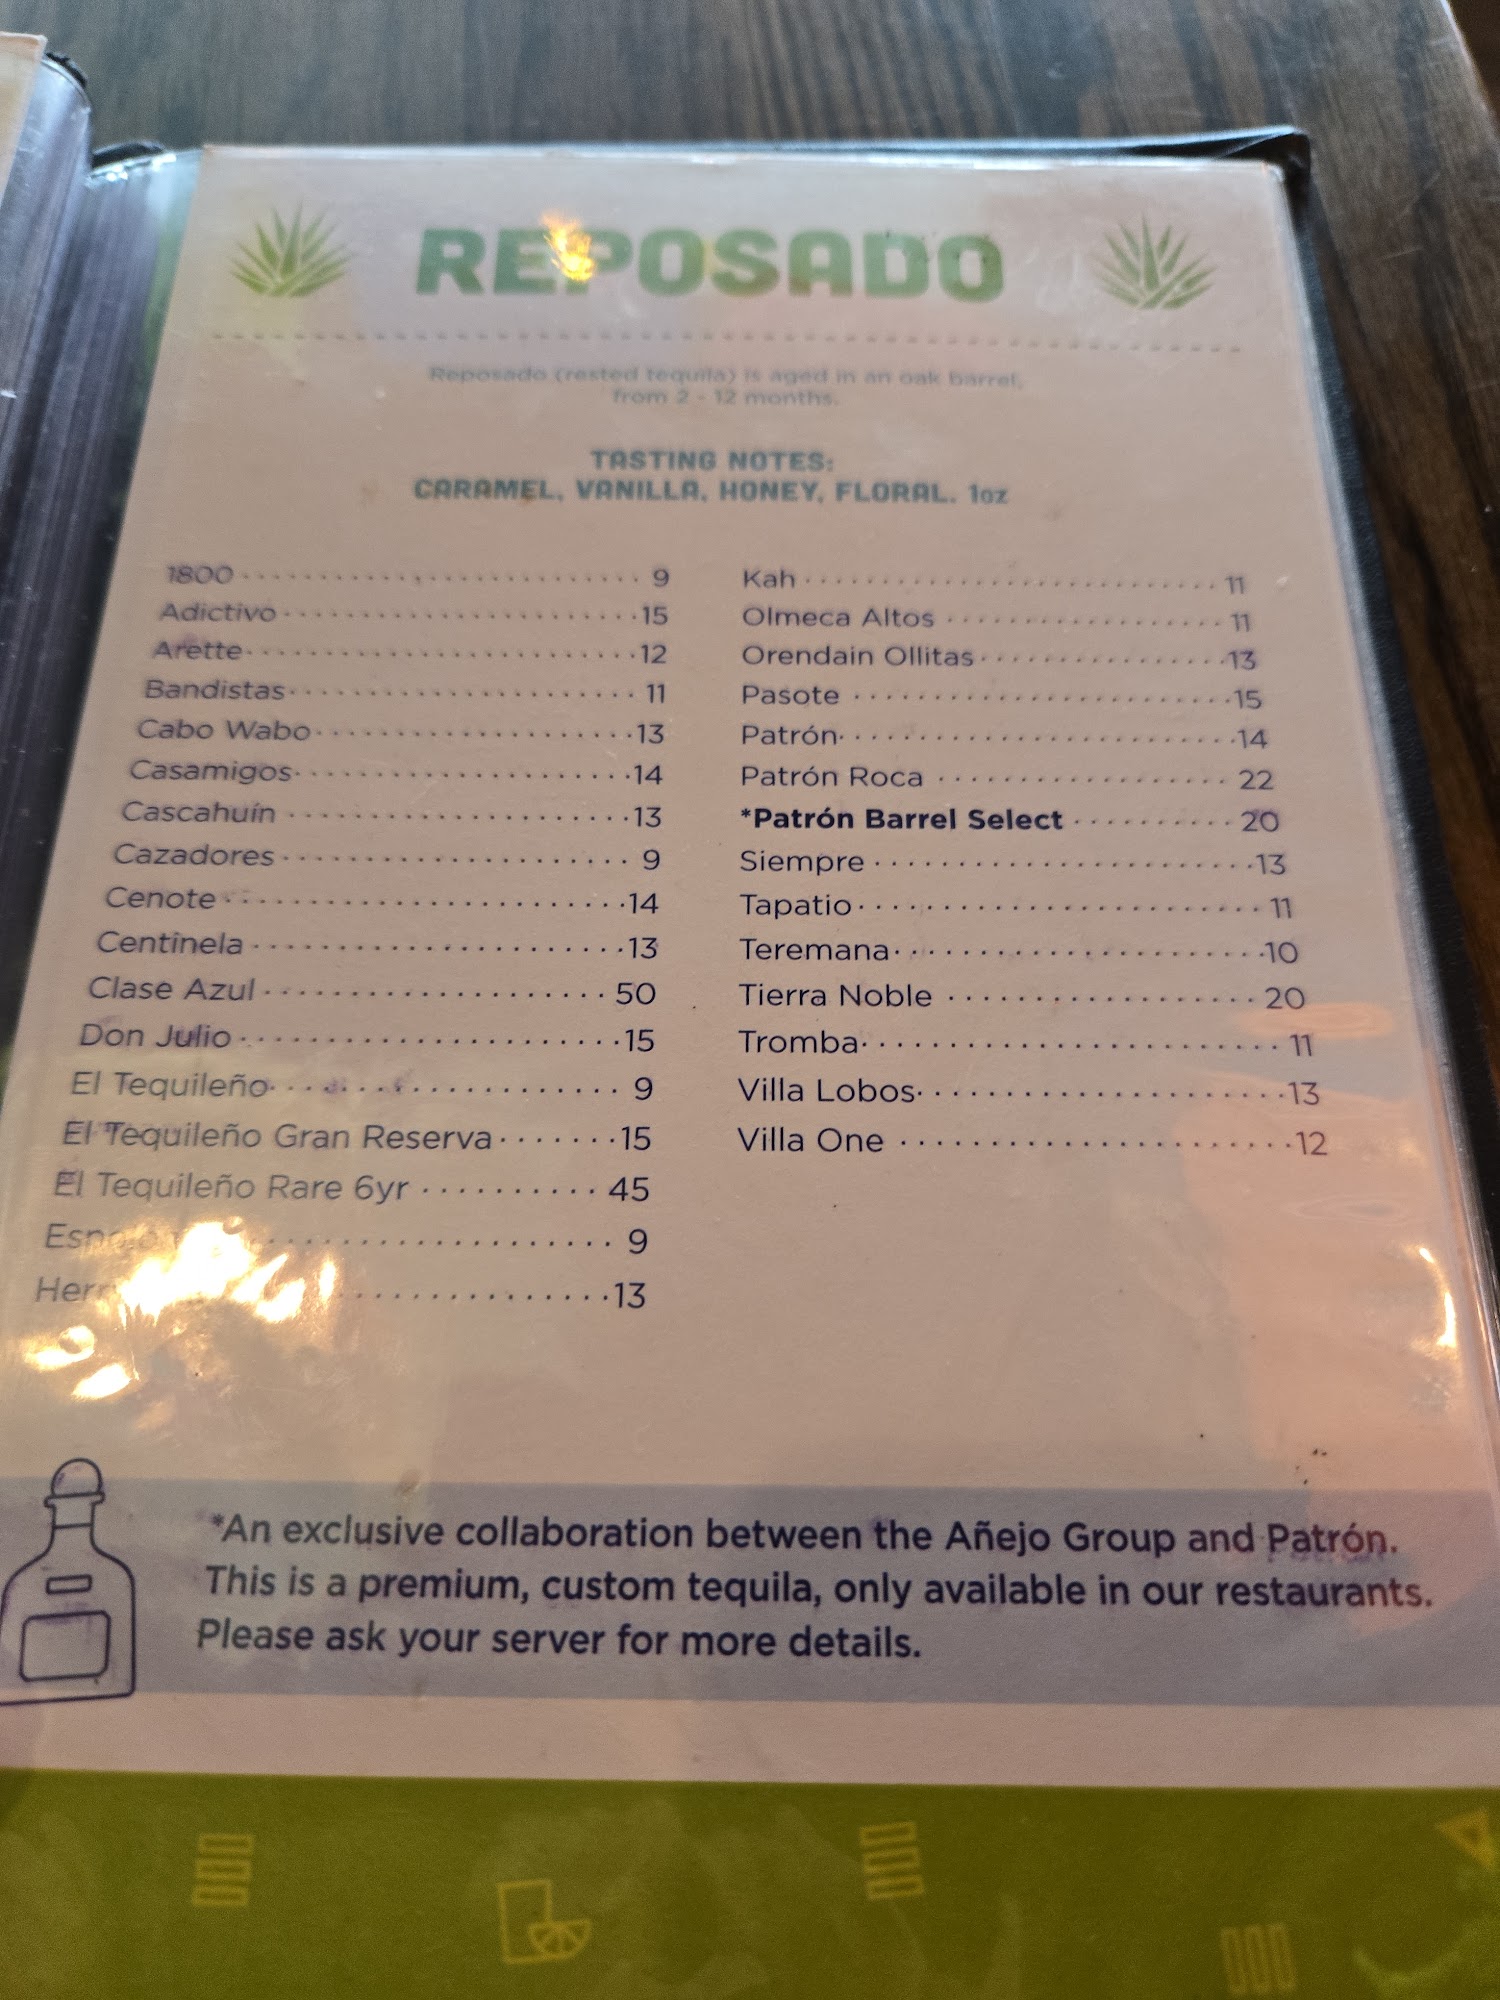 REPOSADO
Reposado (rested tequila) is aged in an oak barrel,
from 2 - 12 months.
TASTING NOTES:
CARAMEL, VANILLA, HONEY, FLORAL. 1oz
1800 9
Adictivo 15
Arette 12
Bandistas 11
Cabo Wabo 13
Casamigos 14
Cascahuín 13
Cazadores 9
Cenote 14
Centinela 13
Clase Azul 50
Don Julio 15
El Tequileño 9
El Tequileño Gran Reserva 15
El Tequileño Rare 6yr 45
9
13
Kah 11
Olmeca Altos 11
Orendain Ollitas 13
Pasote 15
Patrón 14
Patrón Roca 22
*Patrón Barrel Select 20
Siempre 13
Tapatio 11
Teremana 10
Tierra Noble 20
Tromba 11
Villa Lobos 13
Villa One 12
*An exclusive collaboration between the Añejo Group and Patrón.
This is a premium, custom tequila, only available in our restaurants.
Please ask your server for more details.